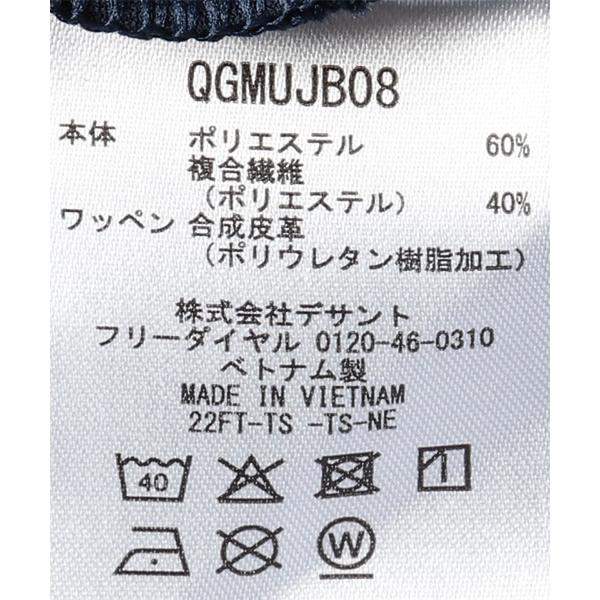 QGMUJB08
本体 ポリエステル 60%
複合繊維
（ポリエステル） 40%
ワッペン 合成皮革
（ポリウレタン樹脂加工）
株式会社デサント
フリーダイヤル 0120-46-0310
ベトナム製
MADE IN VIETNAM
22FT-TS -TS-NE
40
W